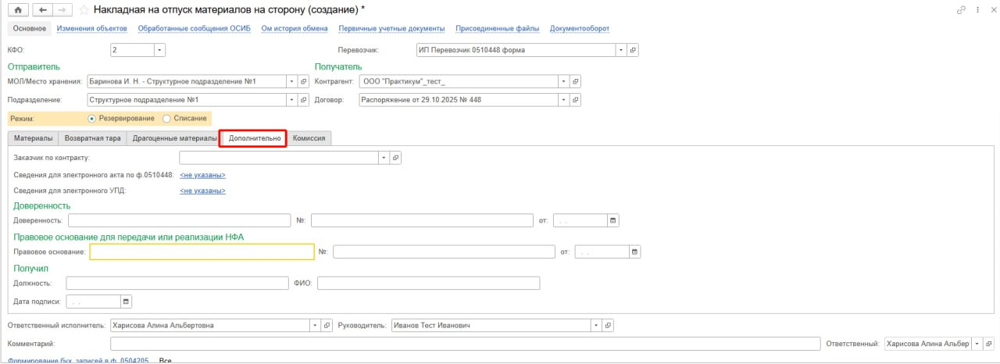 Накладная на отпуск материалов на сторону (создание) *
Основное Изменения объектов Обработанные сообщения ОСИБ Ом история обмена Первичные учетные документы Присоединенные файлы Документооборот
КФО: 2 Перевозчик: ИП Перевозчик 0510448 форма
Отправитель Получатель
МОЛ/Место хранения: Баринова И. Н. - Структурное подразделение №1 Контрагент: ООО "Практикум"_тест_
Подразделение: Структурное подразделение №1 Договор: Распоряжение от 29.10.2025 № 448
Режим: Резервирование Списание
Материалы Возвратная тара Драгоценные материалы Дополнительно Комиссия
Заказчик по контракту:
Сведения для электронного акта по ф.0510448: <не указаны>
Сведения для электронного УПД: <не указаны>
Доверенность
Доверенность: №: от: . .
Правовое основание для передачи или реализации НФА
Правовое основание: №: от: . .
Получил
Должность: ФИО:
Дата подписи: . .
Ответственный исполнитель: Харисова Алина Альбертовна Руководитель: Иванов Тест Иванович
Комментарий: Ответственный: Харисова Алина Альбер
Формирование бух. записей в ф. 0504205 Все